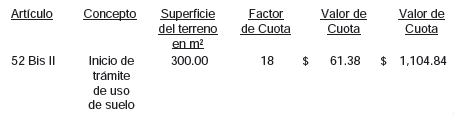 Artículo Concepto Superficie del terreno en m² Factor de Cuota Valor de Cuota Valor de Cuota
52 Bis II Inicio de trámite de uso de suelo 300.00 18 $ 61.38 $ 1,104.84